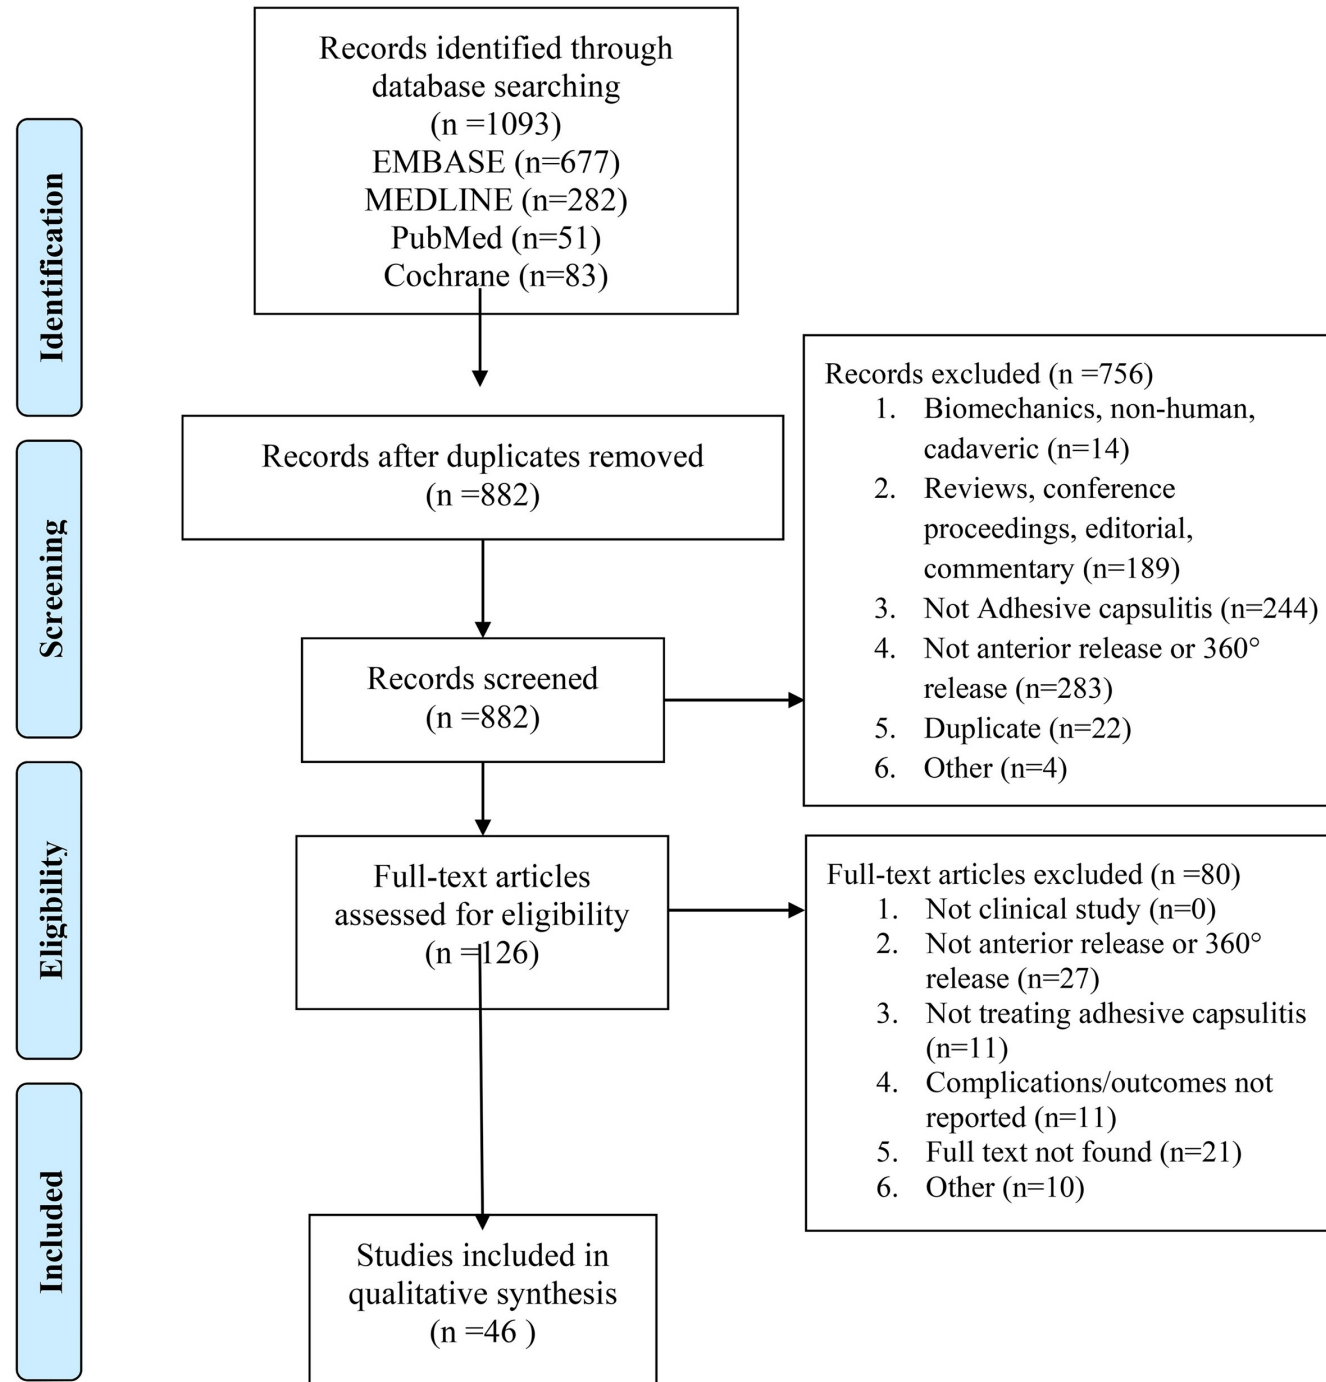 Records identified through
database searching
(n =1093)
EMBASE (n=677)
MEDLINE (n=282)
PubMed (n=51)
Cochrane (n=83)
Identification
Records after duplicates removed
(n =882)
Screening
Records screened
(n =882)
Records excluded (n =756)
1. Biomechanics, non-human,
cadaveric (n=14)
2. Reviews, conference
proceedings, editorial,
commentary (n=189)
3. Not Adhesive capsulitis (n=244)
4. Not anterior release or 360°
release (n=283)
5. Duplicate (n=22)
6. Other (n=4)
Eligibility
Full-text articles
assessed for eligibility
(n =126)
Full-text articles excluded (n =80)
1. Not clinical study (n=0)
2. Not anterior release or 360°
release (n=27)
3. Not treating adhesive capsulitis
(n=11)
4. Complications/outcomes not
reported (n=11)
5. Full text not found (n=21)
6. Other (n=10)
Included
Studies included in
qualitative synthesis
(n =46 )